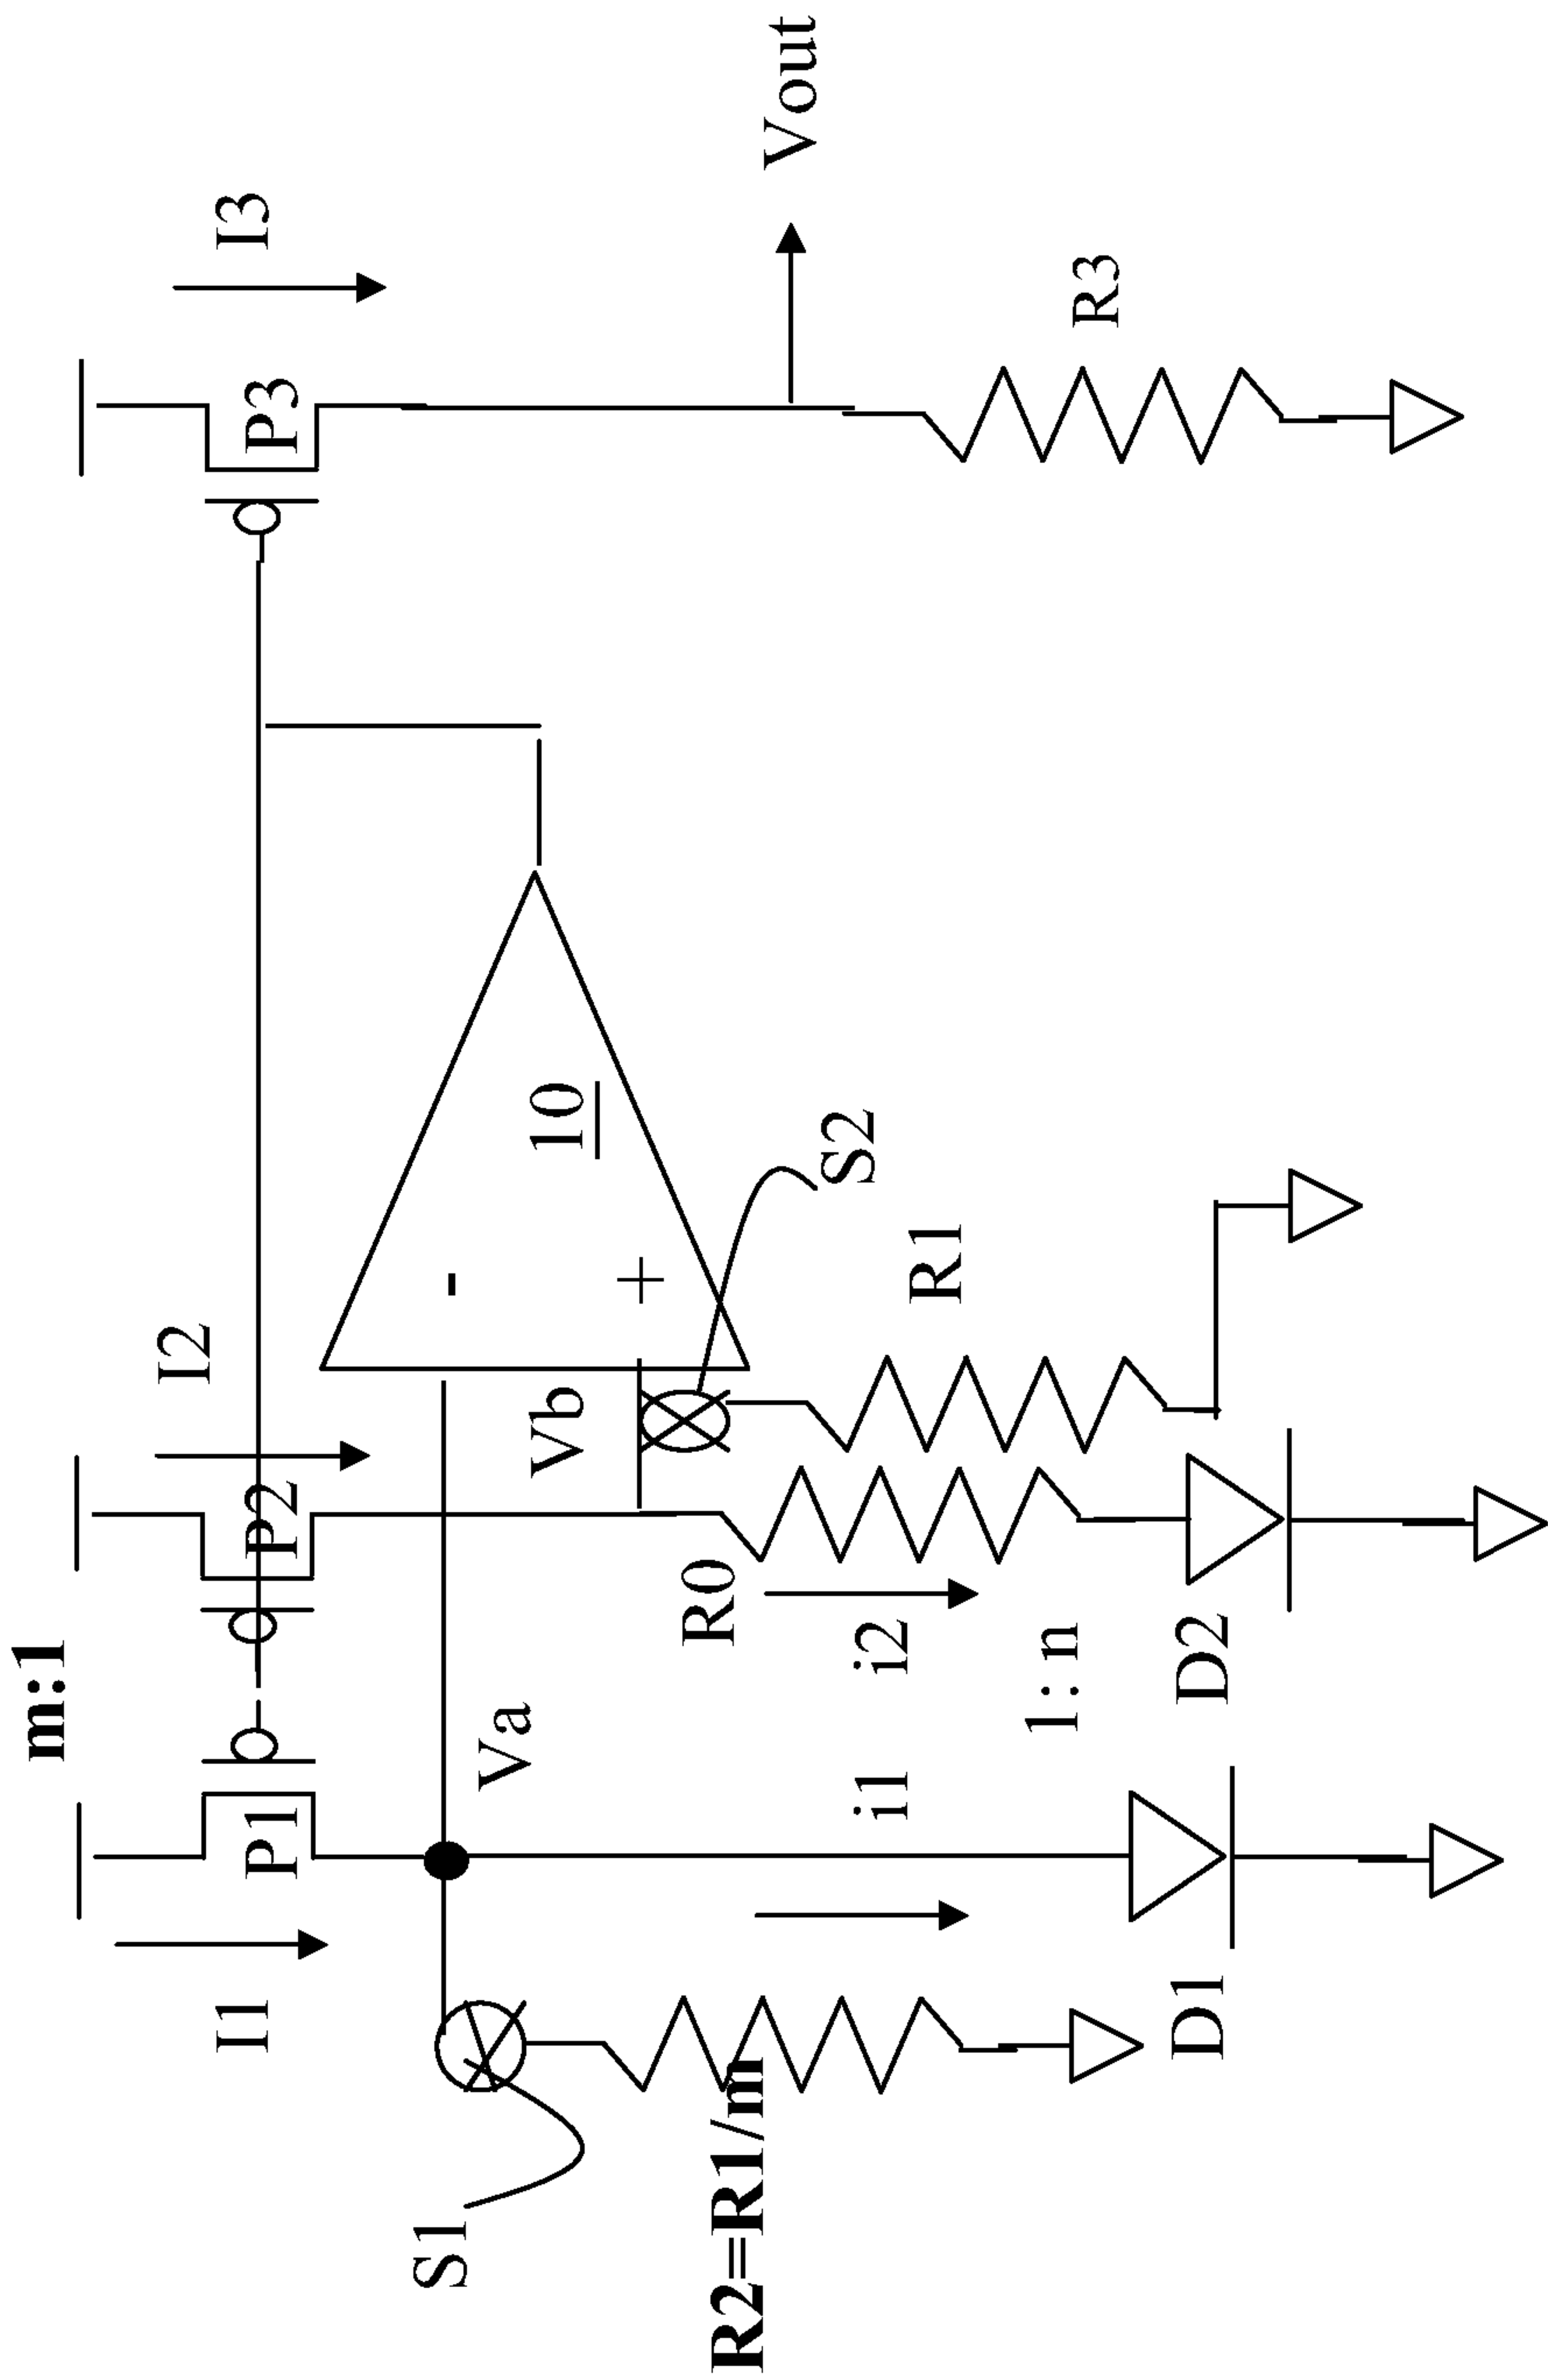 m:1
I1
P1
P2
I2
P3
I3
S1
Va
Vb
-
+
10
S2
Vout
R2=R1/m
i1
i2
R0
R1
R3
1: n
D1
D2